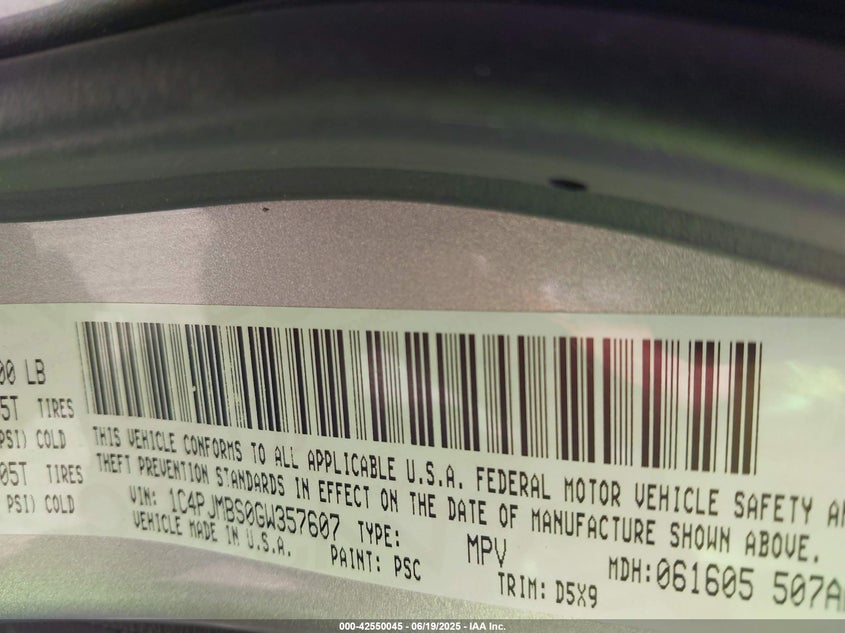 00 LB
5T TIRES
PSI) COLD
05T TIRES
PSI) COLD
THIS VEHICLE CONFORMS TO ALL APPLICABLE U.S.A. FEDERAL MOTOR VEHICLE SAFETY
THEFT PREVENTION STANDARDS IN EFFECT ON THE DATE OF MANUFACTURE SHOWN ABOVE.
VIN: 1C4PJMBS0GW357607 TYPE: MPV MDH:061605 507A
VEHICLE MADE IN U.S.A. PAINT: PSC TRIM: D5X9
000-42550045 - 06/19/2025 - IAA Inc.